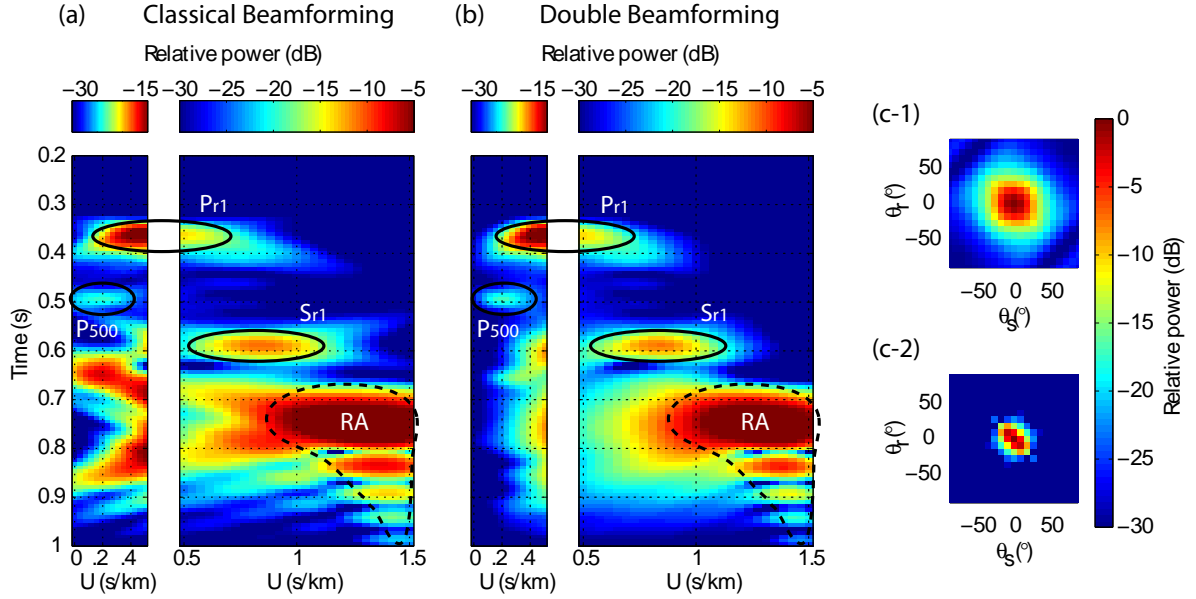 (a) Classical Beamforming
Relative power (dB)
−30 −15 −30 −25 −20 −15 −10 −5
Time (s)
0.2
0.3
0.4
0.5
0.6
0.7
0.8
0.9
1
Pr1
P500
Sr1
RA
0 .2 .4
U (s/km)
0.5 1 1.5
U (s/km)
(b) Double Beamforming
Relative power (dB)
−30 −15 −30 −25 −20 −15 −10 −5
Pr1
P500
Sr1
RA
0 .2 .4
U (s/km)
0.5 1 1.5
U (s/km)
(c-1)
θr(°)
50
0
−50
−50 0 50
θs(°)
(c-2)
θr(°)
50
0
−50
−50 0 50
θs(°)
0
−5
−10
−15
−20
−25
−30
Relative power (dB)